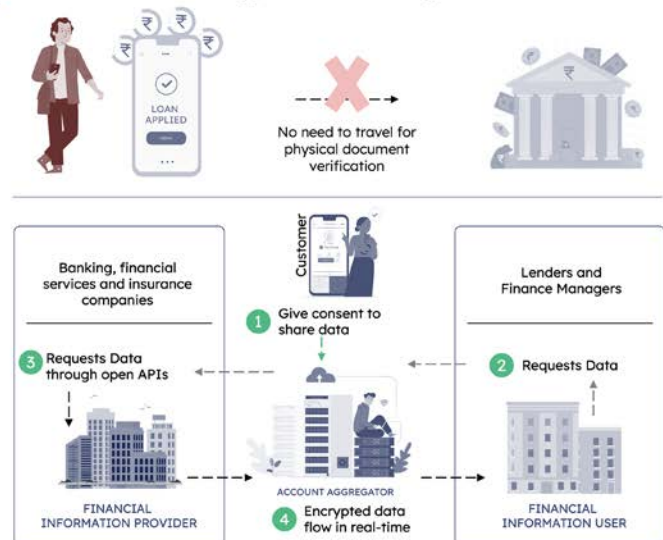 LOAN
APPLIED
No need to travel for
physical document
verification
Customer
Banking, financial
services and insurance
companies
Lenders and
Finance Managers
1 Give consent to
share data
3 Requests Data
through open APIs
2 Requests Data
ACCOUNT AGGREGATOR
FINANCIAL
INFORMATION PROVIDER
4 Encrypted data
flow in real-time
FINANCIAL
INFORMATION USER